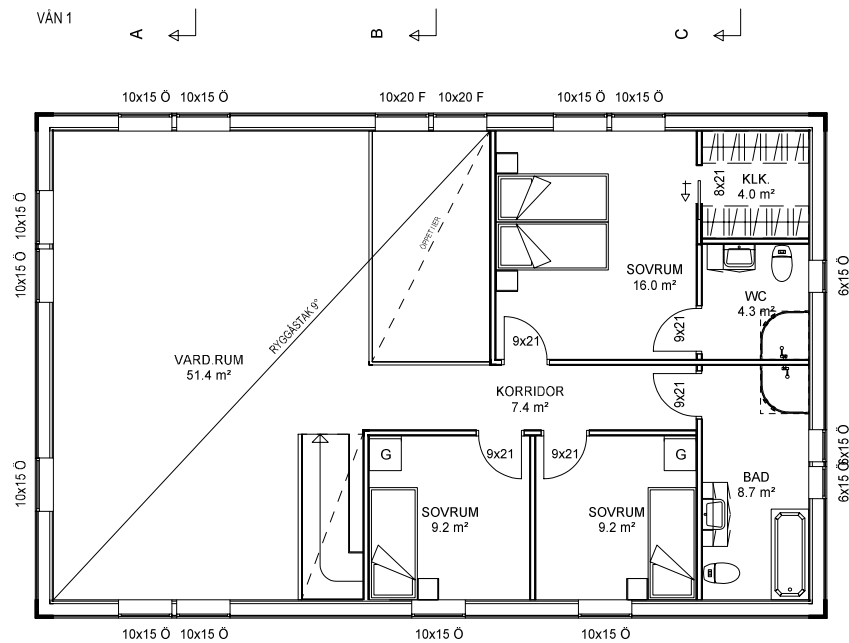 VÅN 1
A
B
C
10x15 Ö
10x15 Ö
10x20 F
10x20 F
10x15 Ö
10x15 Ö
10x15 Ö
10x15 Ö
10x15 Ö
8x21
KLK.
4.0 m²
ÖPPET NER
RYGGÅSTAK 9°
SOVRUM
16.0 m²
WC
4.3 m²
6x15 Ö
9x21
9x21
VARD.RUM
51.4 m²
KORRIDOR
7.4 m²
9x21
G
9x21
9x21
G
6x15 Ö
6x15 Ö
BAD
8.7 m²
SOVRUM
9.2 m²
SOVRUM
9.2 m²
10x15 Ö
10x15 Ö
10x15 Ö
10x15 Ö